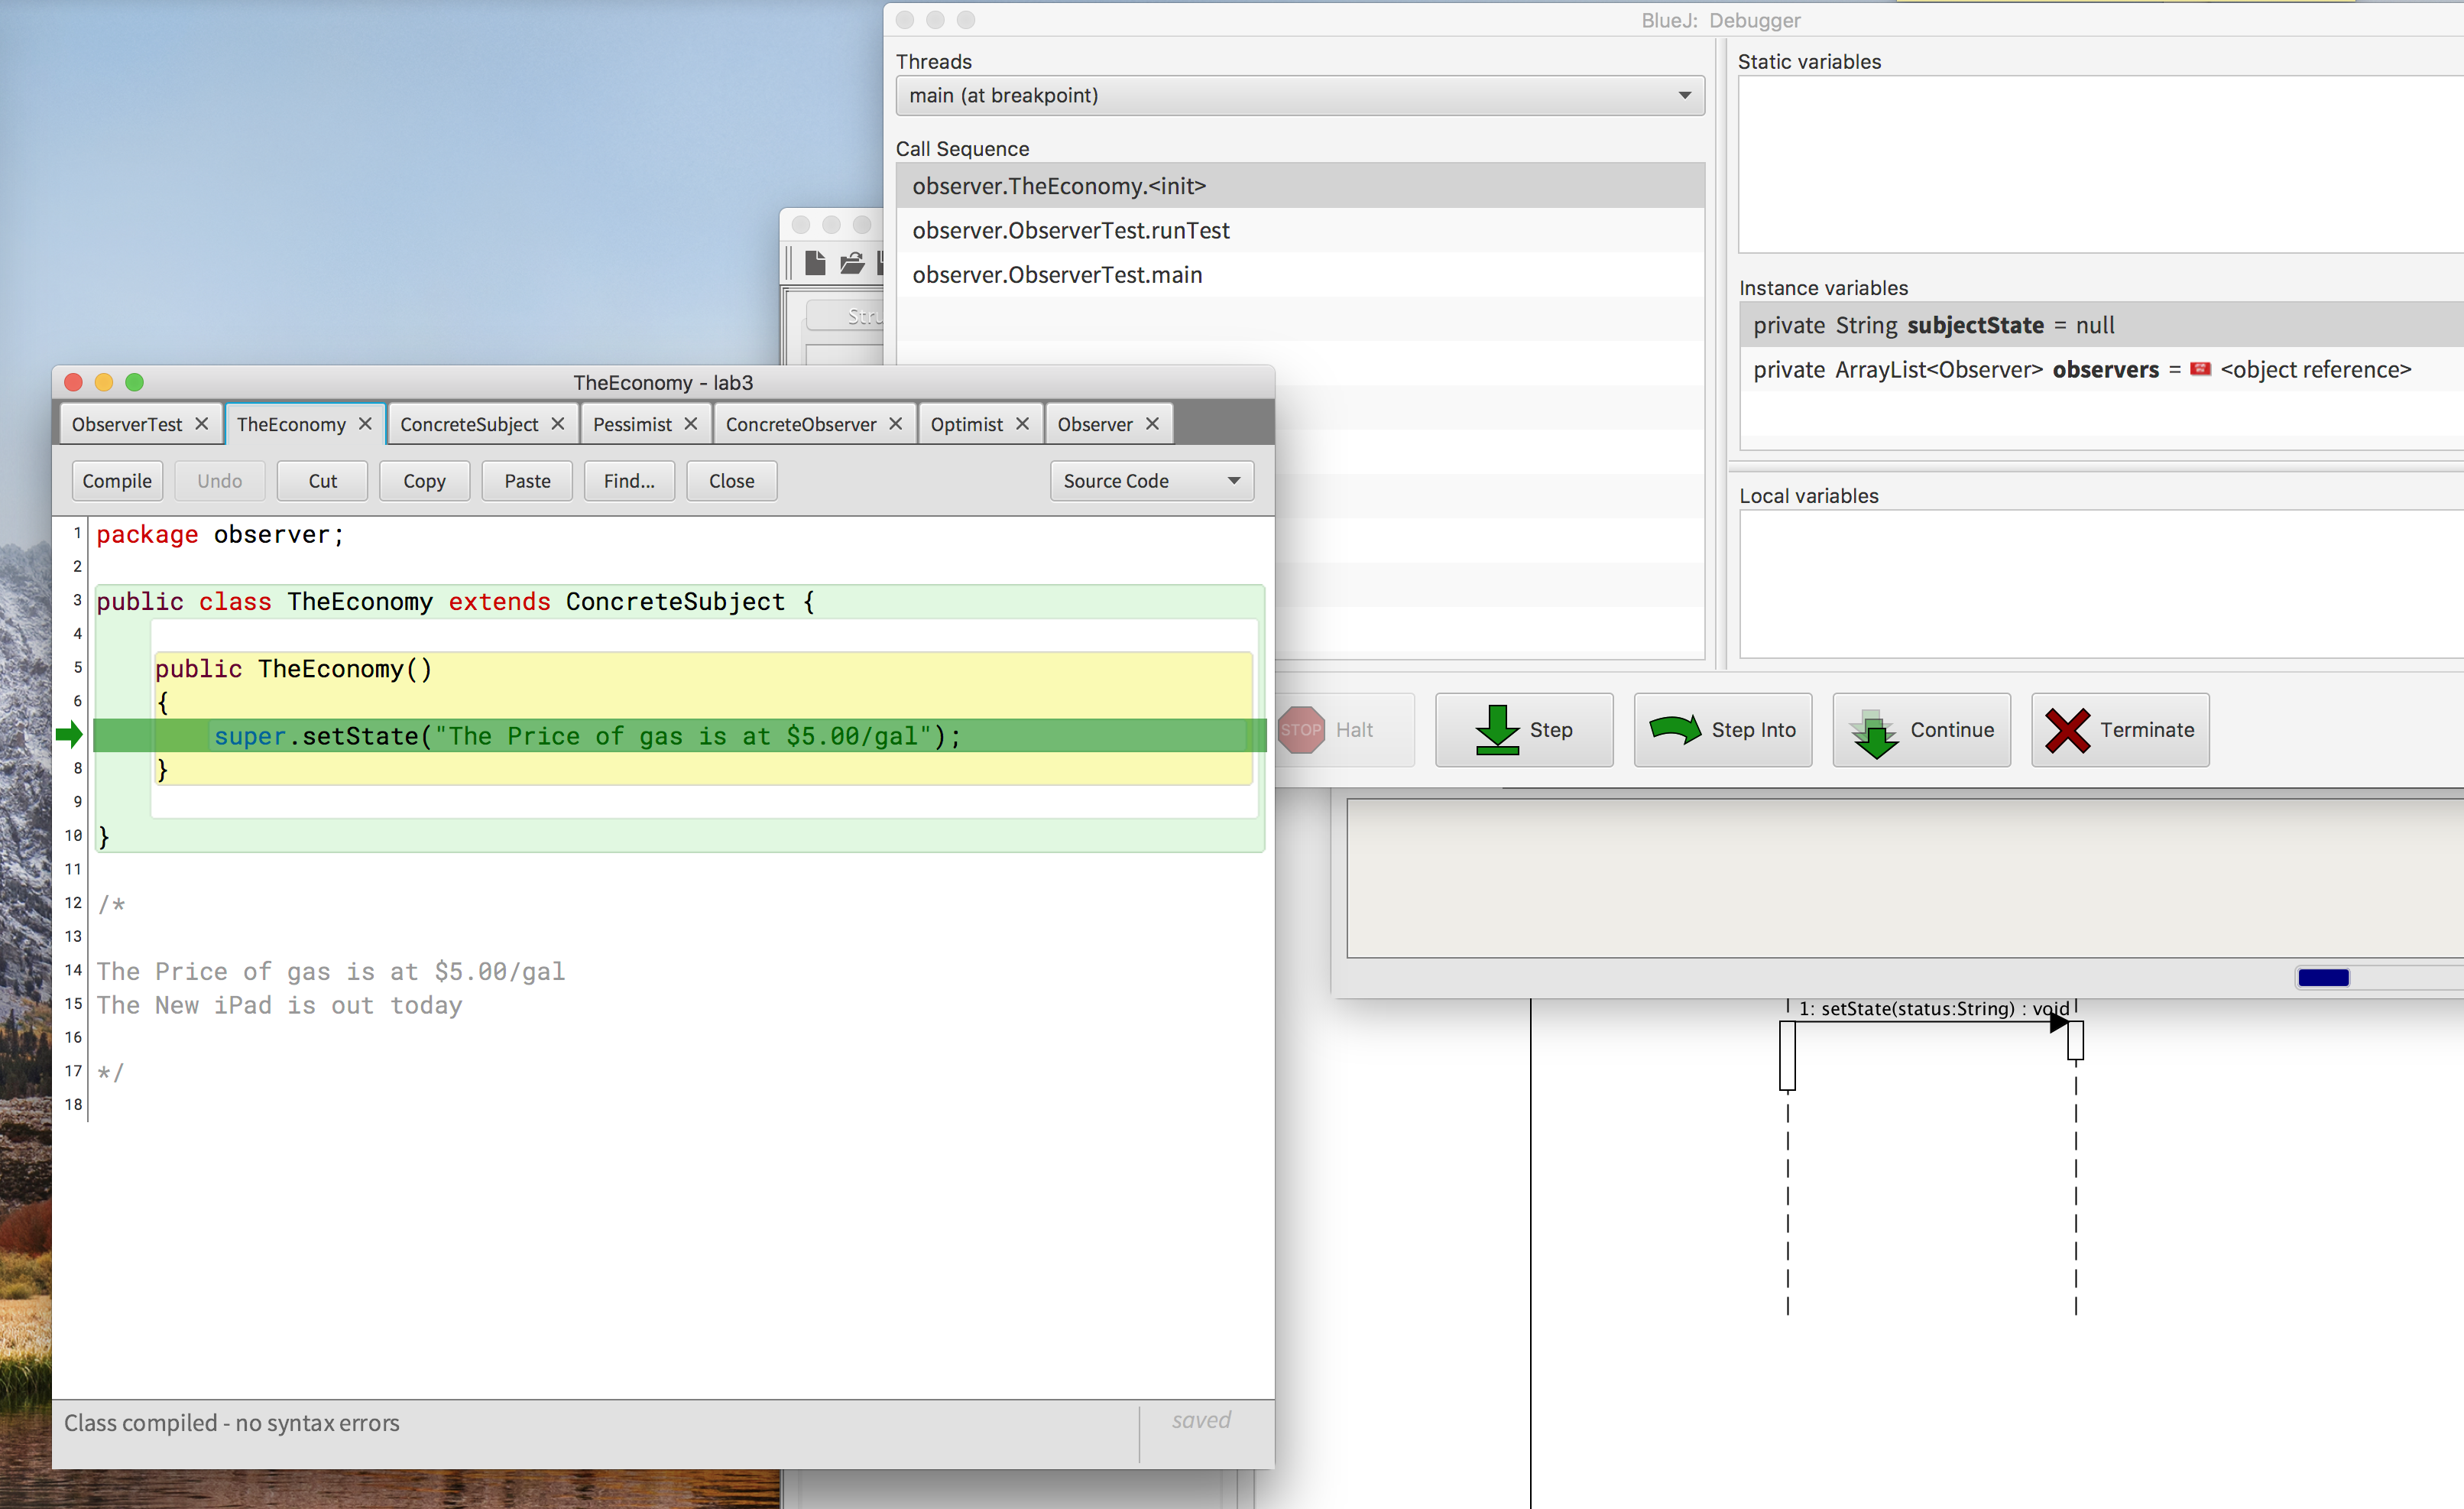 BlueJ: Debugger
Threads
main (at breakpoint)
Call Sequence
observer.TheEconomy.<init>
observer.ObserverTest.runTest
observer.ObserverTest.main
Static variables
Instance variables
private String subjectState = null
private ArrayList<Observer> observers = <object reference>
Local variables
STOP Halt
Step
Step Into
Continue
Terminate
Stru
TheEconomy - lab3
ObserverTest
TheEconomy
ConcreteSubject
Pessimist
ConcreteObserver
Optimist
Observer
Compile
Undo
Cut
Copy
Paste
Find...
Close
Source Code
1 package observer;
2
3 public class TheEconomy extends ConcreteSubject {
4
5 public TheEconomy()
6 {
super.setState("The Price of gas is at $5.00/gal");
8 }
9
10 }
11
12 /*
13
14 The Price of gas is at $5.00/gal
15 The New iPad is out today
16
17 */
18
Class compiled - no syntax errors
saved
1: setState(status:String) : void